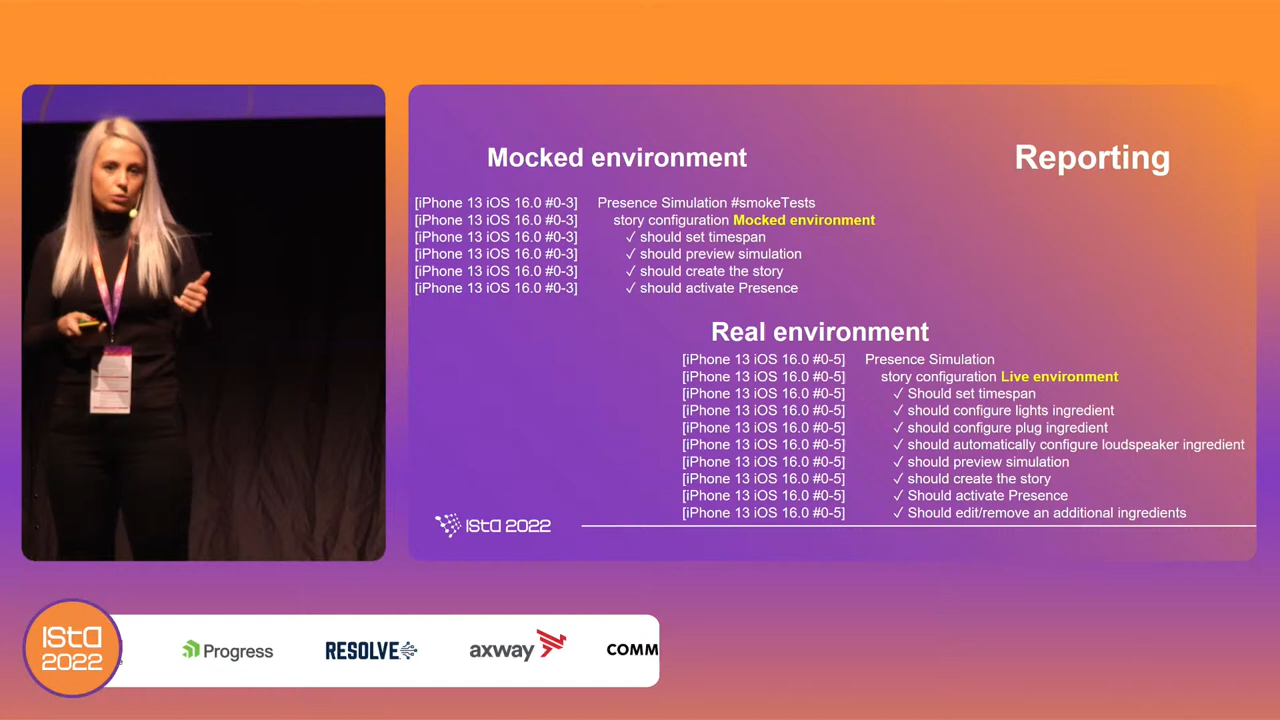 Mocked environment
Reporting
[iPhone 13 iOS 16.0 #0-3] Presence Simulation #smokeTests
[iPhone 13 iOS 16.0 #0-3] story configuration Mocked environment
[iPhone 13 iOS 16.0 #0-3] ✓ should set timespan
[iPhone 13 iOS 16.0 #0-3] ✓ should preview simulation
[iPhone 13 iOS 16.0 #0-3] ✓ should create the story
[iPhone 13 iOS 16.0 #0-3] ✓ should activate Presence
Real environment
[iPhone 13 iOS 16.0 #0-5] Presence Simulation
[iPhone 13 iOS 16.0 #0-5] story configuration Live environment
[iPhone 13 iOS 16.0 #0-5] ✓ Should set timespan
[iPhone 13 iOS 16.0 #0-5] ✓ should configure lights ingredient
[iPhone 13 iOS 16.0 #0-5] ✓ should configure plug ingredient
[iPhone 13 iOS 16.0 #0-5] ✓ should automatically configure loudspeaker ingredient
[iPhone 13 iOS 16.0 #0-5] ✓ should preview simulation
[iPhone 13 iOS 16.0 #0-5] ✓ should create the story
[iPhone 13 iOS 16.0 #0-5] ✓ Should activate Presence
[iPhone 13 iOS 16.0 #0-5] ✓ Should edit/remove an additional ingredients
ISTA 2022
ISTA
2022
Progress
RESOLVE
axway
COMM